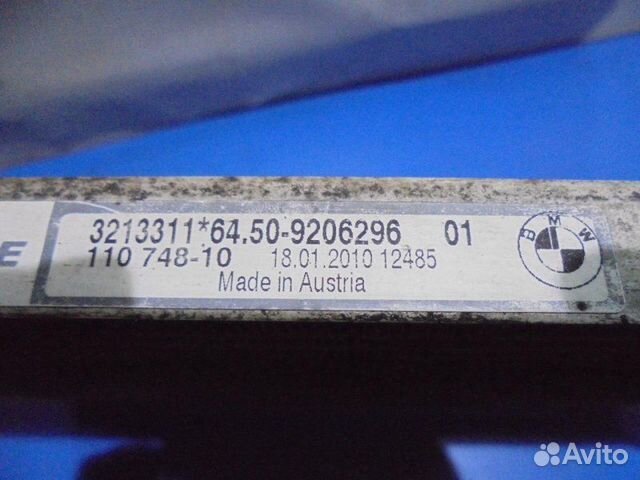 3213311*64.50-9206296 01
BMW
110 748-10 18.01.2010 12485
E
Made in Austria
Avito